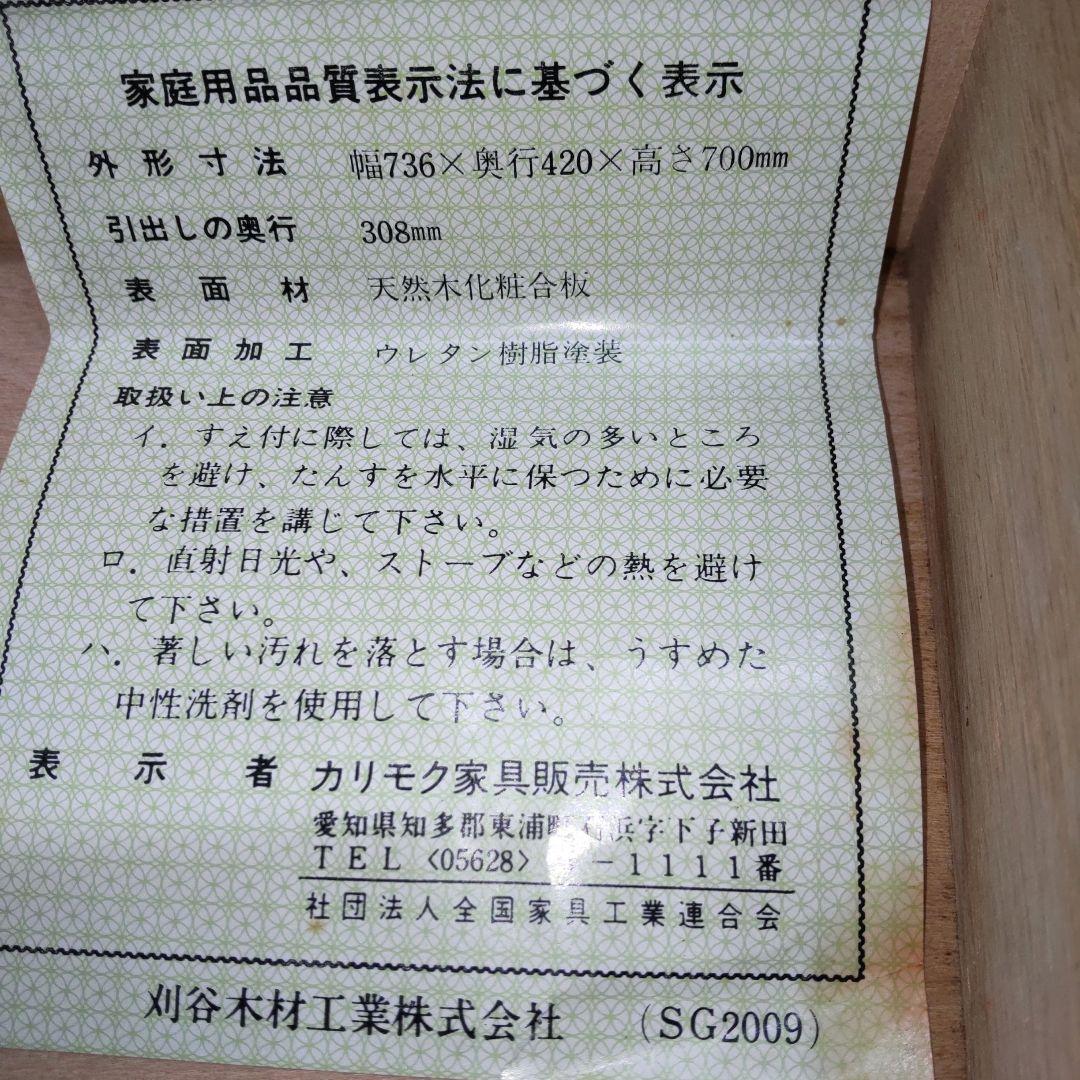 家庭用品品質表示法に基づく表示
外形寸法 幅736×奥行420×高さ700mm
引出しの奥行 308mm
表面材 天然木化粧合板
表面加工 ウレタン樹脂塗装
取扱い上の注意
イ. すえ付に際しては、湿気の多いところ
を避け、たんすを水平に保つために必要
な措置を講じて下さい。
ロ. 直射日光や、ストーブなどの熱を避け
て下さい。
ハ. 著しい汚れを落とす場合は、うすめた
中性洗剤を使用して下さい。
表示者 カリモク家具販売株式会社
愛知県知多郡東浦町石浜字下子新田
TEL <05628> -1111番
社団法人全国家具工業連合会
刈谷木材工業株式会社 (SG2009)